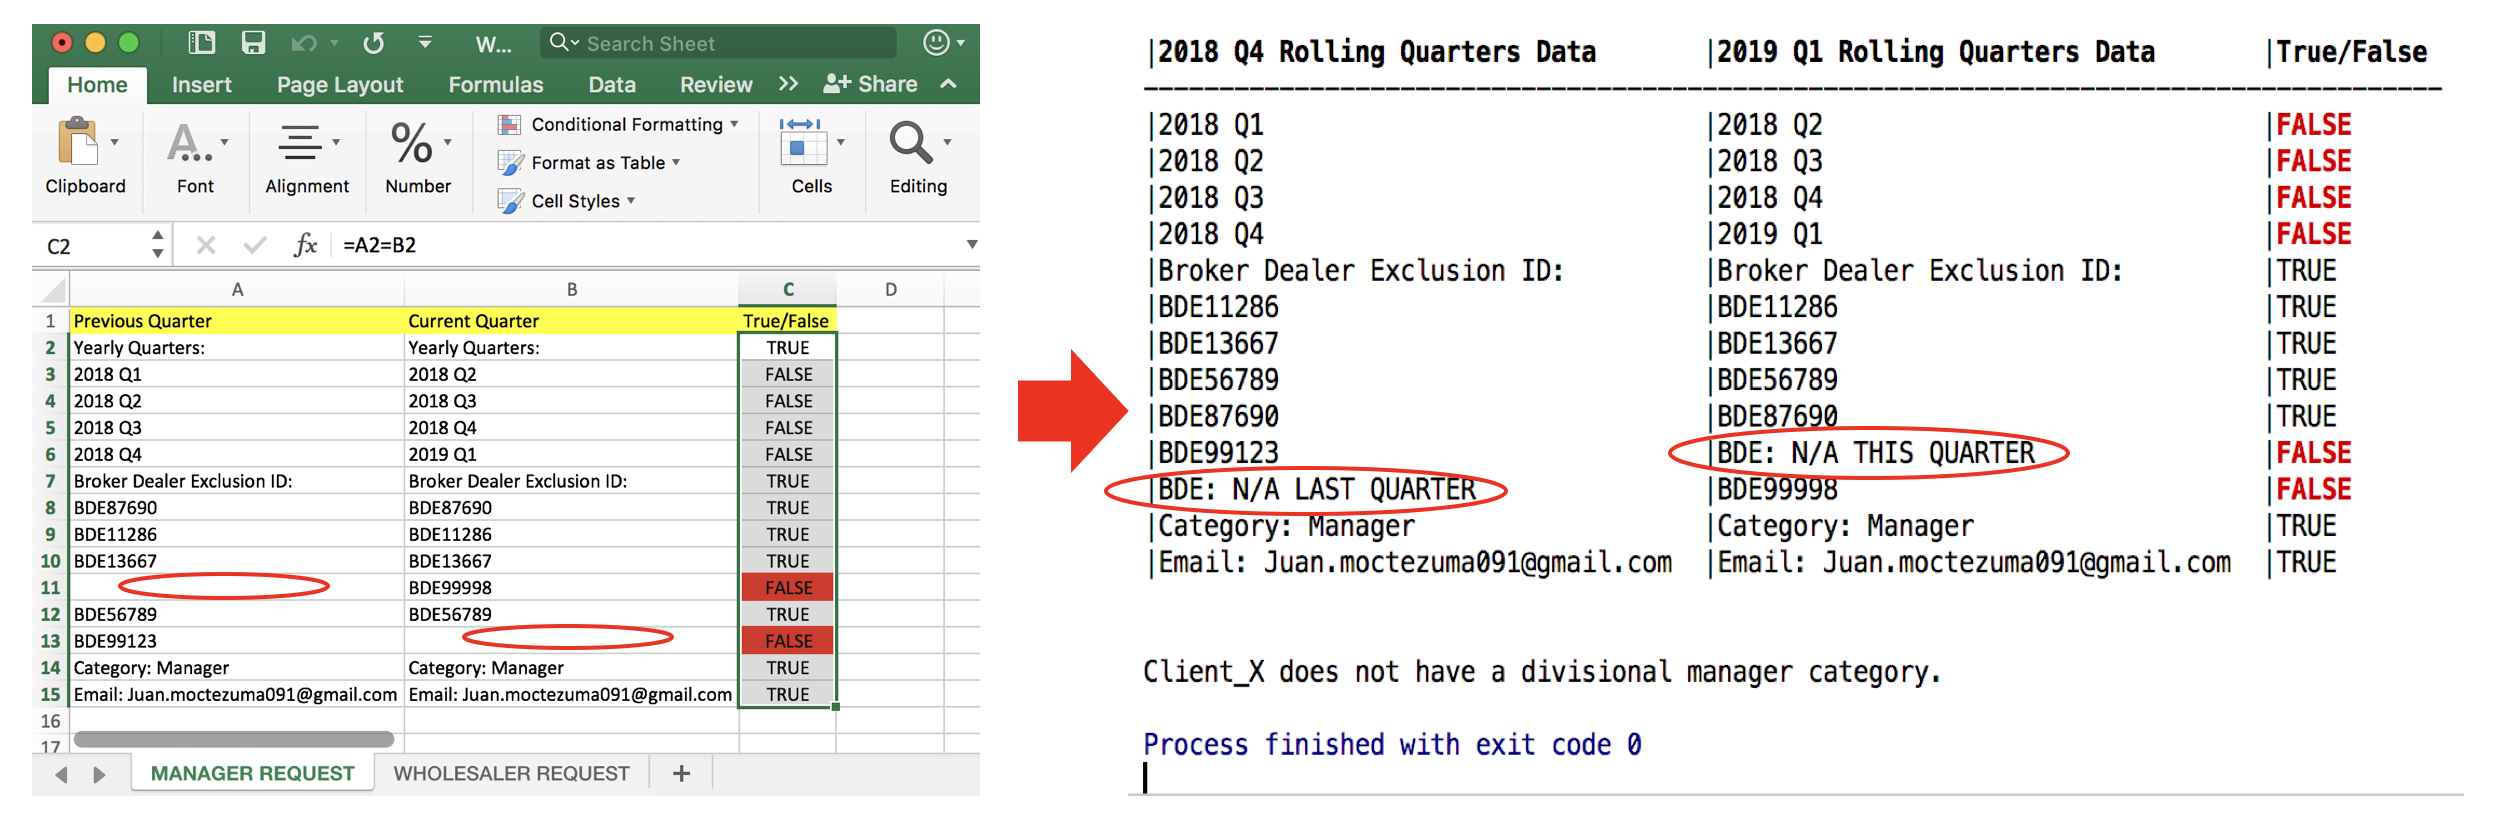 W... Search Sheet
Home Insert Page Layout Formulas Data Review >> Share
Clipboard A... Font Alignment % Number Conditional Formatting Format as Table Cell Styles Cells Editing
C2 fx =A2=B2
A B C D
1 Previous Quarter Current Quarter True/False
2 Yearly Quarters: Yearly Quarters: TRUE
3 2018 Q1 2018 Q2 FALSE
4 2018 Q2 2018 Q3 FALSE
5 2018 Q3 2018 Q4 FALSE
6 2018 Q4 2019 Q1 FALSE
7 Broker Dealer Exclusion ID: Broker Dealer Exclusion ID: TRUE
8 BDE87690 BDE87690 TRUE
9 BDE11286 BDE11286 TRUE
10 BDE13667 BDE13667 TRUE
11 BDE99998 FALSE
12 BDE56789 BDE56789 TRUE
13 BDE99123 FALSE
14 Category: Manager Category: Manager TRUE
15 Email: Juan.moctezuma091@gmail.com Email: Juan.moctezuma091@gmail.com TRUE
16
17
MANAGER REQUEST WHOLESALER REQUEST +
|2018 Q4 Rolling Quarters Data |2019 Q1 Rolling Quarters Data |True/False
|2018 Q1 |2018 Q2 |FALSE
|2018 Q2 |2018 Q3 |FALSE
|2018 Q3 |2018 Q4 |FALSE
|2018 Q4 |2019 Q1 |FALSE
|Broker Dealer Exclusion ID: |Broker Dealer Exclusion ID: |TRUE
|BDE11286 |BDE11286 |TRUE
|BDE13667 |BDE13667 |TRUE
|BDE56789 |BDE56789 |TRUE
|BDE87690 |BDE87690 |TRUE
|BDE99123 |BDE: N/A THIS QUARTER |FALSE
|BDE: N/A LAST QUARTER |BDE99998 |FALSE
|Category: Manager |Category: Manager |TRUE
|Email: Juan.moctezuma091@gmail.com |Email: Juan.moctezuma091@gmail.com |TRUE
Client_X does not have a divisional manager category.
Process finished with exit code 0